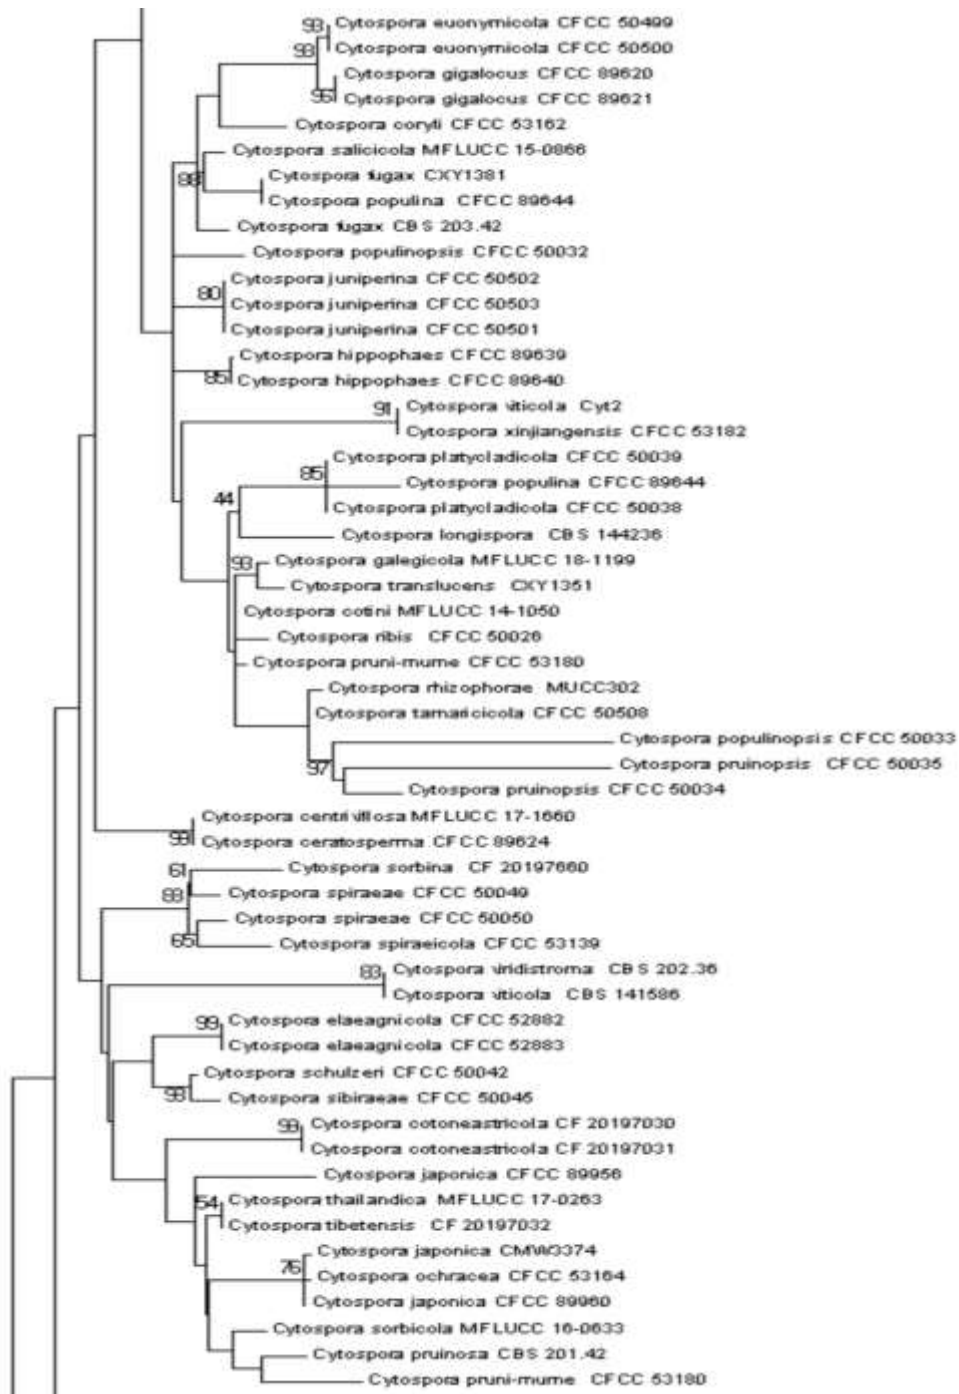 93 Cytospora euonymicola CFCC 50499
93 Cytospora euonymicola CFCC 50500
Cytospora gigalocus CFCC 89620
95 Cytospora gigalocus CFCC 89621
Cytospora coryli CFCC 53162
Cytospora salicicola MFLUCC 15-0866
88 Cytospora fugax CXY1381
Cytospora populina CFCC 89644
Cytospora fugax CBS 203.42
Cytospora populinopsis CFCC 50032
Cytospora juniperina CFCC 50502
80 Cytospora juniperina CFCC 50503
Cytospora juniperina CFCC 50501
Cytospora hippophaes CFCC 89639
85 Cytospora hippophaes CFCC 89640
91 Cytospora viticola Cyt2
Cytospora xinjiangensis CFCC 53182
Cytospora platycladicola CFCC 50039
85 Cytospora populina CFCC 89644
44 Cytospora platycladicola CFCC 50038
Cytospora longispora CBS 144236
93 Cytospora galegicola MFLUCC 18-1199
Cytospora translucens CXY1351
Cytospora cotini MFLUCC 14-1050
Cytospora ribis CFCC 50026
Cytospora pruni-mume CFCC 53180
Cytospora rhizophorae MUCC302
Cytospora tamaricicola CFCC 50508
Cytospora populinopsis CFCC 50033
97 Cytospora pruinopsis CFCC 50035
Cytospora pruinopsis CFCC 50034
Cytospora centrivillosa MFLUCC 17-1660
98 Cytospora ceratosperma CFCC 89624
61 Cytospora sorbina CF 20197660
88 Cytospora spiraeae CFCC 50049
Cytospora spiraeae CFCC 50050
65 Cytospora spiraeicola CFCC 53139
83 Cytospora viridistroma CBS 202.36
Cytospora viticola CBS 141586
99 Cytospora elaeagnicola CFCC 52882
Cytospora elaeagnicola CFCC 52883
Cytospora schulzeri CFCC 50042
98 Cytospora sibiraeae CFCC 50045
98 Cytospora cotoneastricola CF 20197030
Cytospora cotoneastricola CF 20197031
Cytospora japonica CFCC 89956
54 Cytospora thailandica MFLUCC 17-0263
Cytospora tibetensis CF 20197032
Cytospora japonica CMW3374
76 Cytospora ochracea CFCC 53164
Cytospora japonica CFCC 89960
Cytospora sorbicola MFLUCC 16-0633
Cytospora pruinosa CBS 201.42
Cytospora pruni-mume CFCC 53180